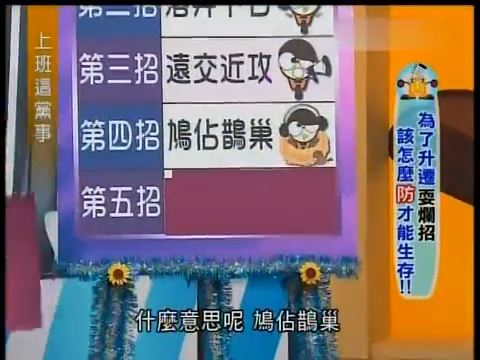 上班這黨事
第三招 遠交近攻
第四招 鳩佔鵲巢
第五招
為了升遷耍爛招
該怎麼防才能生存!!
什麼意思呢 鳩佔鵲巢